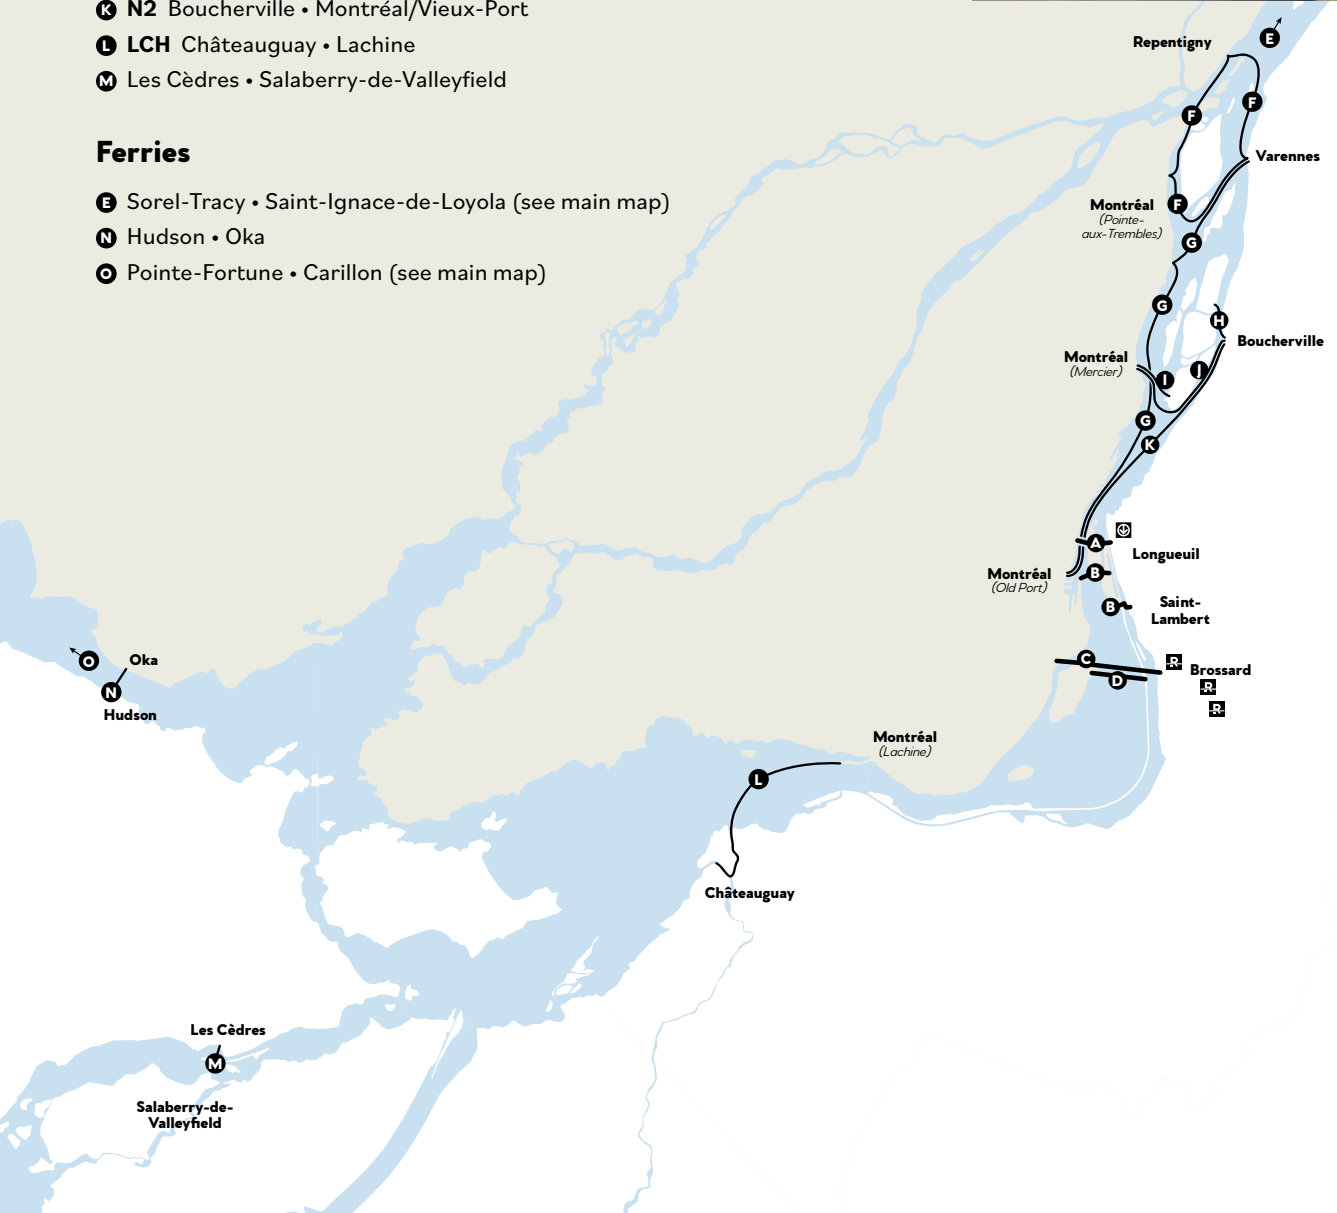 K N2 Boucherville • Montréal/Vieux-Port
L LCH Châteauguay • Lachine
M Les Cèdres • Salaberry-de-Valleyfield
Ferries
E Sorel-Tracy • Saint-Ignace-de-Loyola (see main map)
N Hudson • Oka
O Pointe-Fortune • Carillon (see main map)
Repentigny
E
F
F
Varennes
Montréal
(Pointe-
aux-Trembles)
F
G
G
H
Boucherville
Montréal
(Mercier)
I
J
G
K
A
Longueuil
Montréal
(Old Port)
B
B
Saint-
Lambert
C
R
Brossard
D
R
R
O
Oka
N
Hudson
Montréal
(Lachine)
L
Châteauguay
Les Cèdres
M
Salaberry-de-
Valleyfield